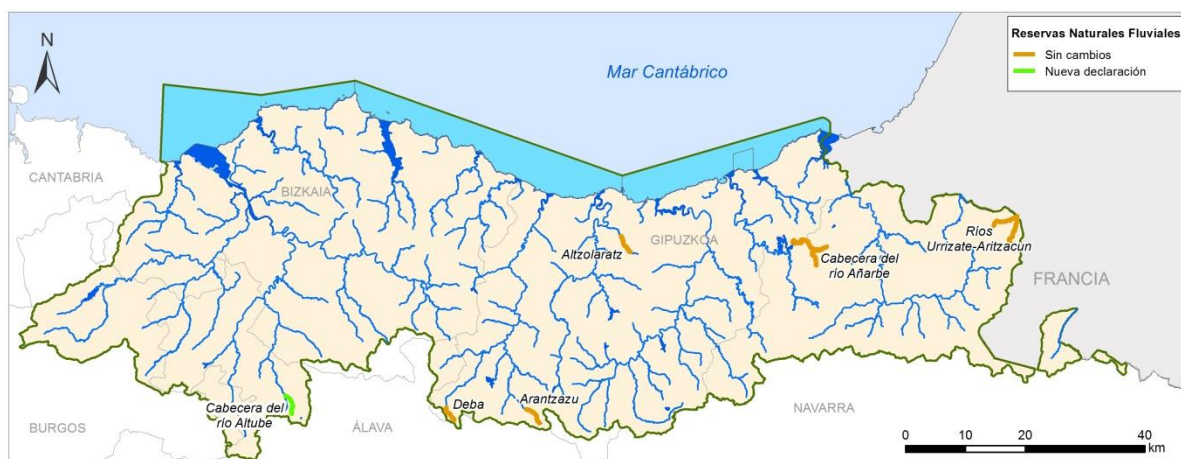 N
Mar Cantábrico
Reservas Naturales Fluviales
Sin cambios
Nueva declaración
CANTABRIA
BIZKAIA
GIPUZKOA
Altzolaratz
Cabecera del
río Añarbe
Ríos
Urrizate-Aritzacun
FRANCIA
Cabecera del
río Altube
Deba
Arantzazu
BURGOS
ÁLAVA
NAVARRA
0 10 20 40
km